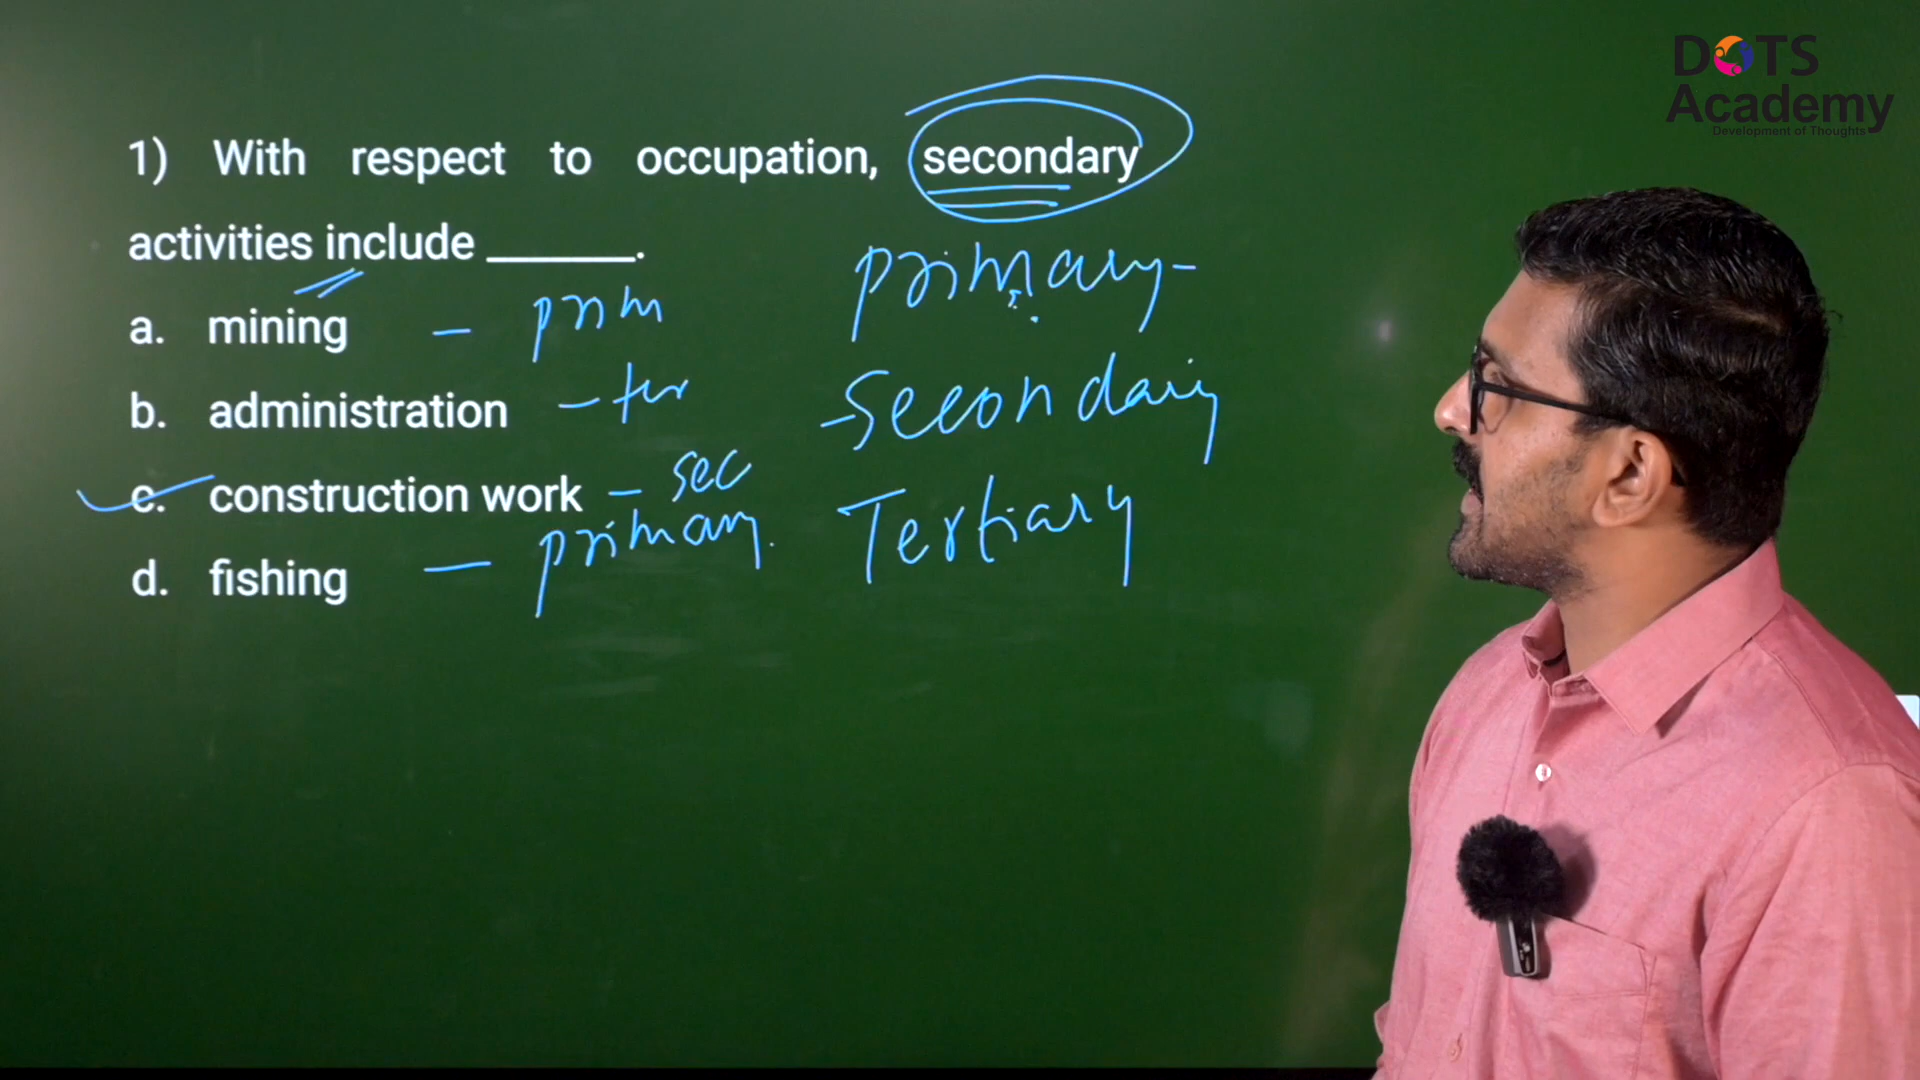 DOTS
Academy
Development of Thoughts
1) With respect to occupation, secondary
activities include ______.
a. mining – prim
b. administration – ter
c. construction work – sec
d. fishing – primary.
Primary –
– Secondary
Tertiary